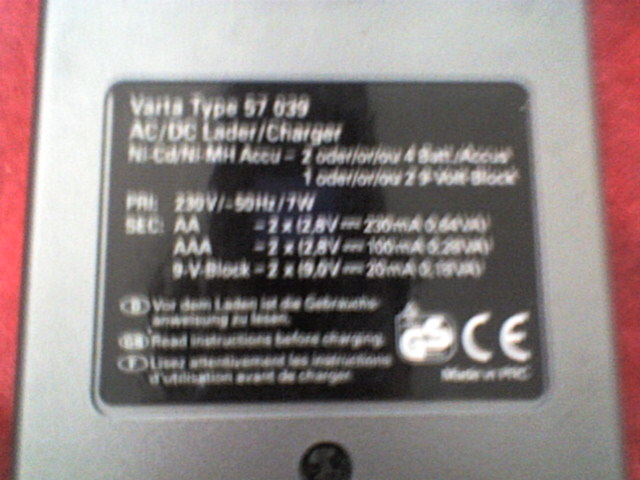 Varta Type 57 039
AC/DC Lader/Charger
Ni-Cd/Ni-MH Accu – 2 oder/or/ou 4 Batt./Accus
1 oder/or/ou 2 9-Volt-Block
PRI: 230V/~50Hz/7W
SEC: AA – 2 x (2,8V ⎓ 230mA 0,64VA)
AAA – 2 x (2,8V ⎓ 100mA 0,28VA)
9-V-Block – 2 x (9,0V ⎓ 20mA 0,18VA)
D Vor dem Laden ist die Gebrauchs-
anweisung zu lesen.
GB Read instructions before charging.
F Lisez attentivement les instructions
d'utilisation avant de charger.
GS CE
Made in PRC